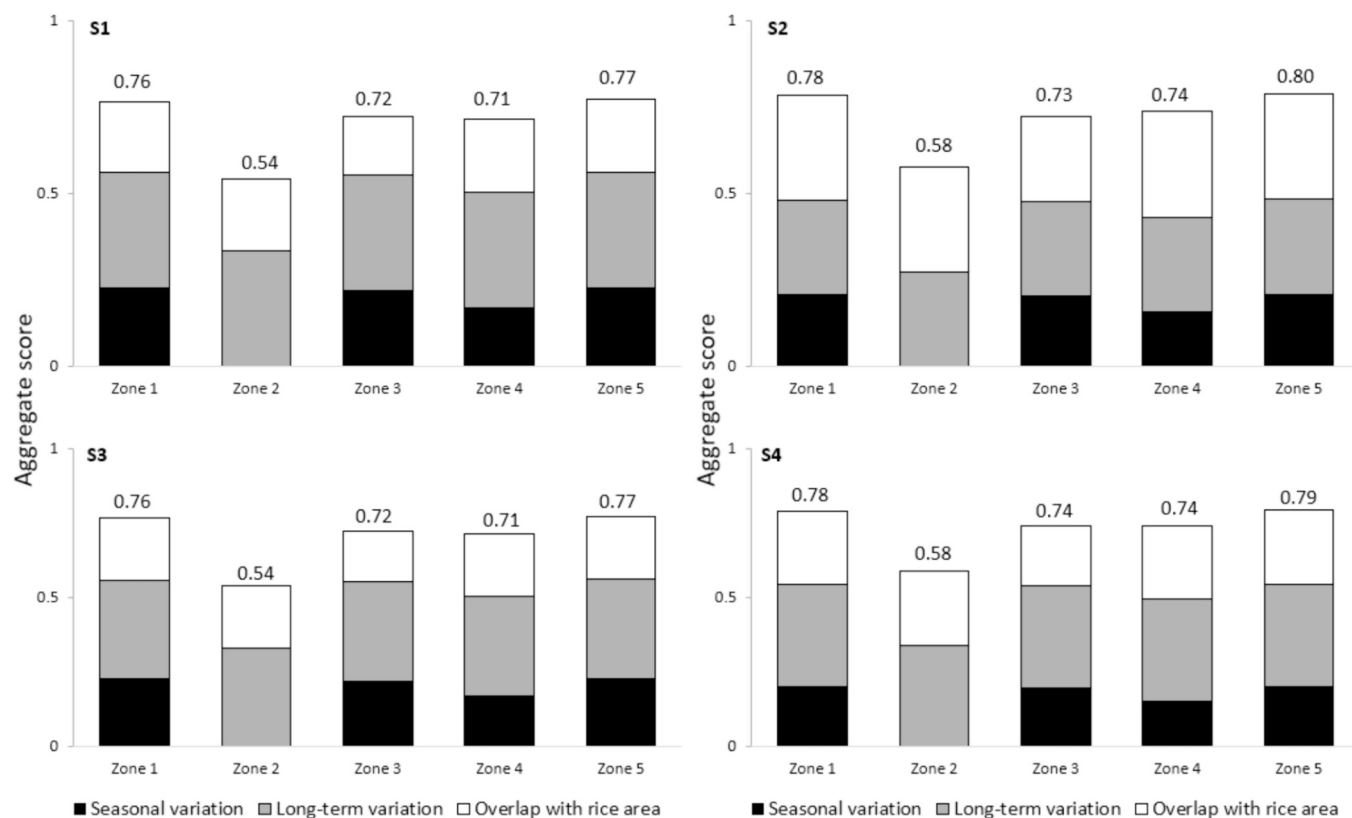 S1
1
0.76
0.54
0.72
0.71
0.77
0.5
0
Zone 1 Zone 2 Zone 3 Zone 4 Zone 5
Aggregate score
S2
1
0.78
0.58
0.73
0.74
0.80
0.5
0
Zone 1 Zone 2 Zone 3 Zone 4 Zone 5
Aggregate score
S3
1
0.76
0.54
0.72
0.71
0.77
0.5
0
Zone 1 Zone 2 Zone 3 Zone 4 Zone 5
Seasonal variation Long-term variation Overlap with rice area
S4
1
0.78
0.58
0.74
0.74
0.79
0.5
0
Zone 1 Zone 2 Zone 3 Zone 4 Zone 5
Seasonal variation Long-term variation Overlap with rice area